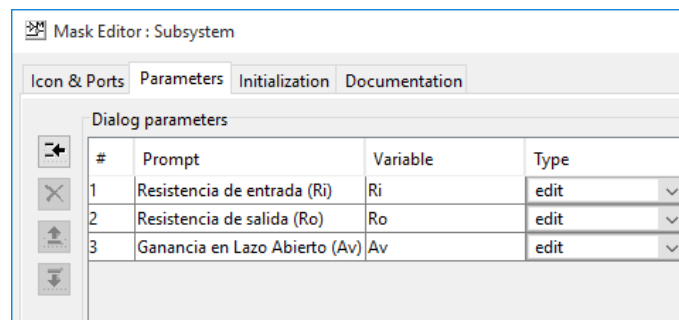 Mask Editor : Subsystem
Icon & Ports Parameters Initialization Documentation
Dialog parameters
# Prompt Variable Type
1 Resistencia de entrada (Ri) Ri edit
2 Resistencia de salida (Ro) Ro edit
3 Ganancia en Lazo Abierto (Av) Av edit